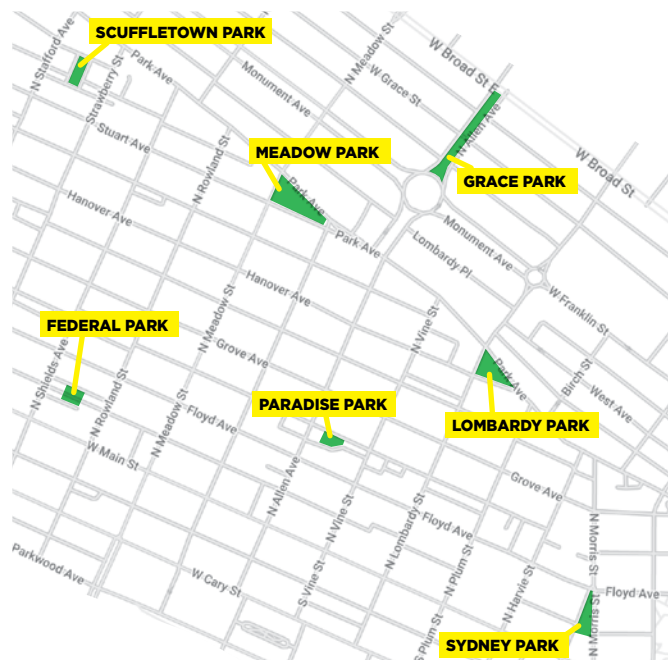 SCUFFLETOWN PARK
N Stafford Ave
Strawberry St
Park Ave
Monument Ave
N Meadow St
W Grace St
W Broad St
E
N Allen Ave
W Broad St
Stuart Ave
N Rowland St
MEADOW PARK
Park Ave
Park Ave
GRACE PARK
Hanover Ave
Lombardy Pl
Monument Ave
Hanover Ave
W Franklin St
FEDERAL PARK
N Shields Ave
N Rowland St
N Meadow St
Grove Ave
N Vine St
Park Ave
Birch St
West Ave
N Meadow St
Floyd Ave
PARADISE PARK
LOMBARDY PARK
W Main St
N Allen Ave
N Vine St
N Lombardy St
Floyd Ave
Grove Ave
Parkwood Ave
W Cary St
S Vine St
S Plum St
N Plum St
N Harvie St
N Morris St
Floyd Ave
N Morris St
SYDNEY PARK